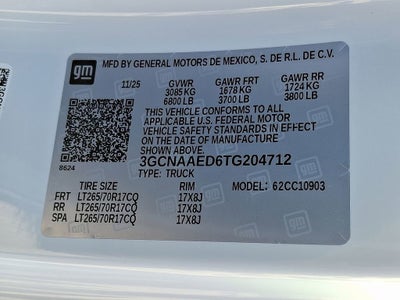 gm
MFD BY GENERAL MOTORS DE MEXICO, S. DE R.L. DE C.V.
11/25 GVWR GAWR FRT GAWR RR
3085 KG 1678 KG 1724 KG
6800 LB 3700 LB 3800 LB
THIS VEHICLE CONFORMS TO ALL
APPLICABLE U.S. FEDERAL MOTOR
VEHICLE SAFETY STANDARDS IN EFFECT
ON THE DATE OF MANUFACTURE SHOWN ABOVE.
8624
3GCNAAED6TG204712
TYPE: TRUCK
TIRE SIZE RIM MODEL: 62CC10903
FRT LT265/70R17CQ 17X8J
RR LT265/70R17CQ 17X8J
SPA LT265/70R17CQ 17X8J